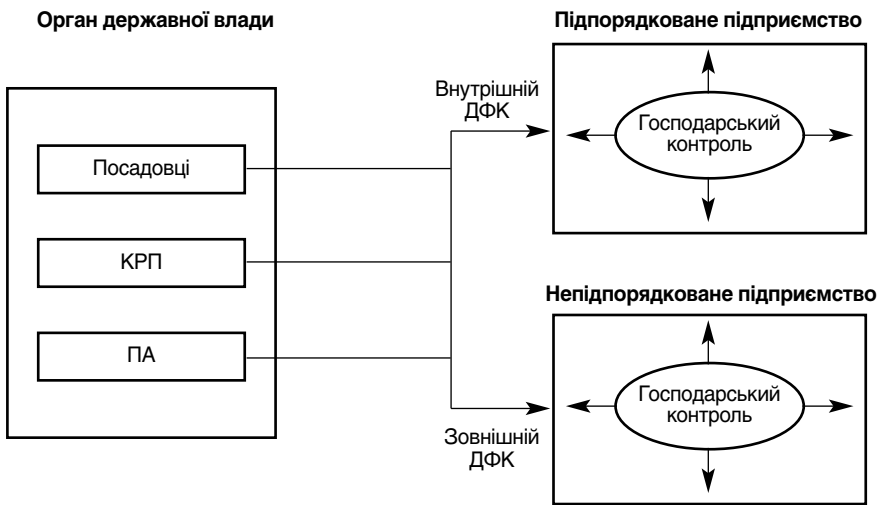 Орган державної влади
Посадовці
КРП
ПА
Внутрішній
ДФК
Зовнішній
ДФК
Підпорядковане підприємство
Господарський
контроль
Непідпорядковане підприємство
Господарський
контроль